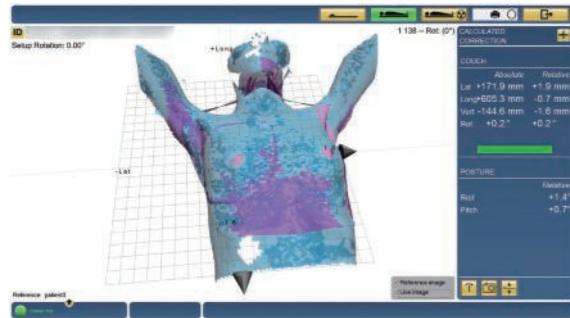 ID
Setup Rotation: 0.00°
+Long
1 138 -- Rot: (0°)
-Lat
CALCULATED
CORRECTION
COUCH
Absolute Relative
Lat +171.9 mm +1.9 mm
Long +605.3 mm -0.7 mm
Vert -144.6 mm -1.6 mm
Rot +0.2° +0.2°
POSTURE
Relative
Roll +1.4°
Pitch +0.7°
Reference image
Live image
Reference patient3